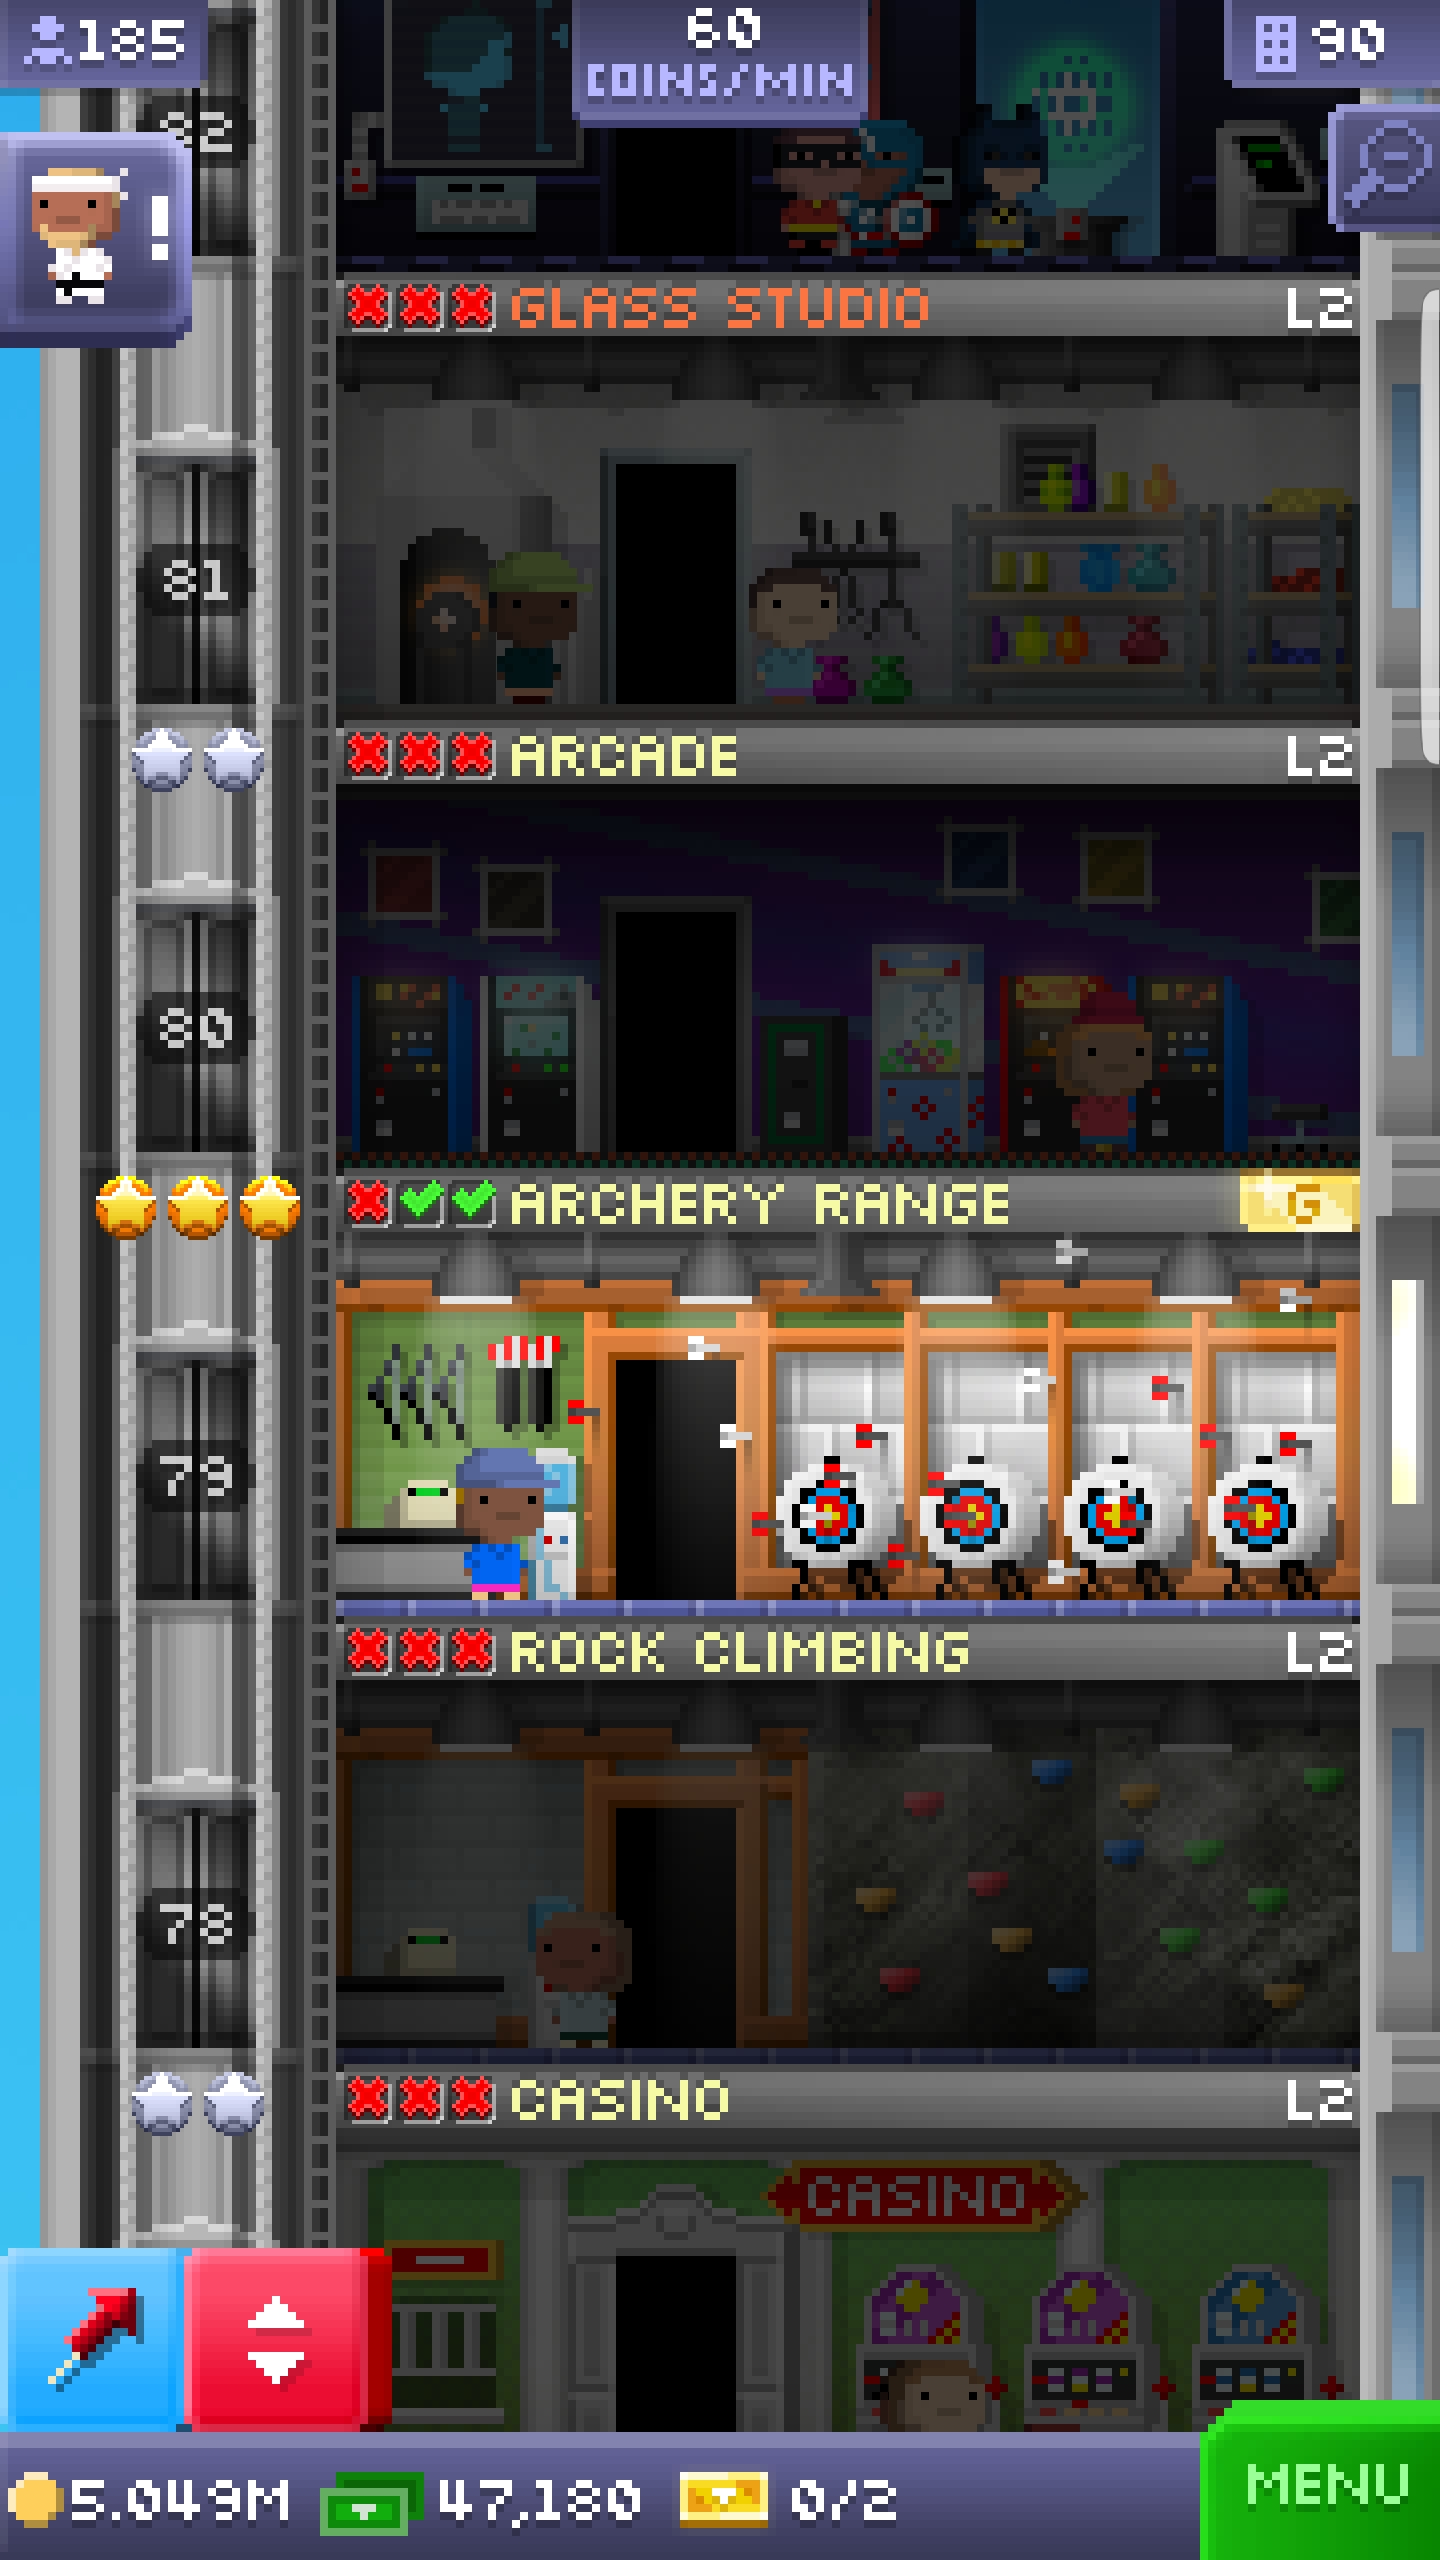 185
60
COINS/MIN
90
82
!
GLASS STUDIO L2
81
ARCADE L2
80
ARCHERY RANGE G
79
ROCK CLIMBING L2
78
CASINO L2
CASINO
5.049M 47,180 0/2
MENU